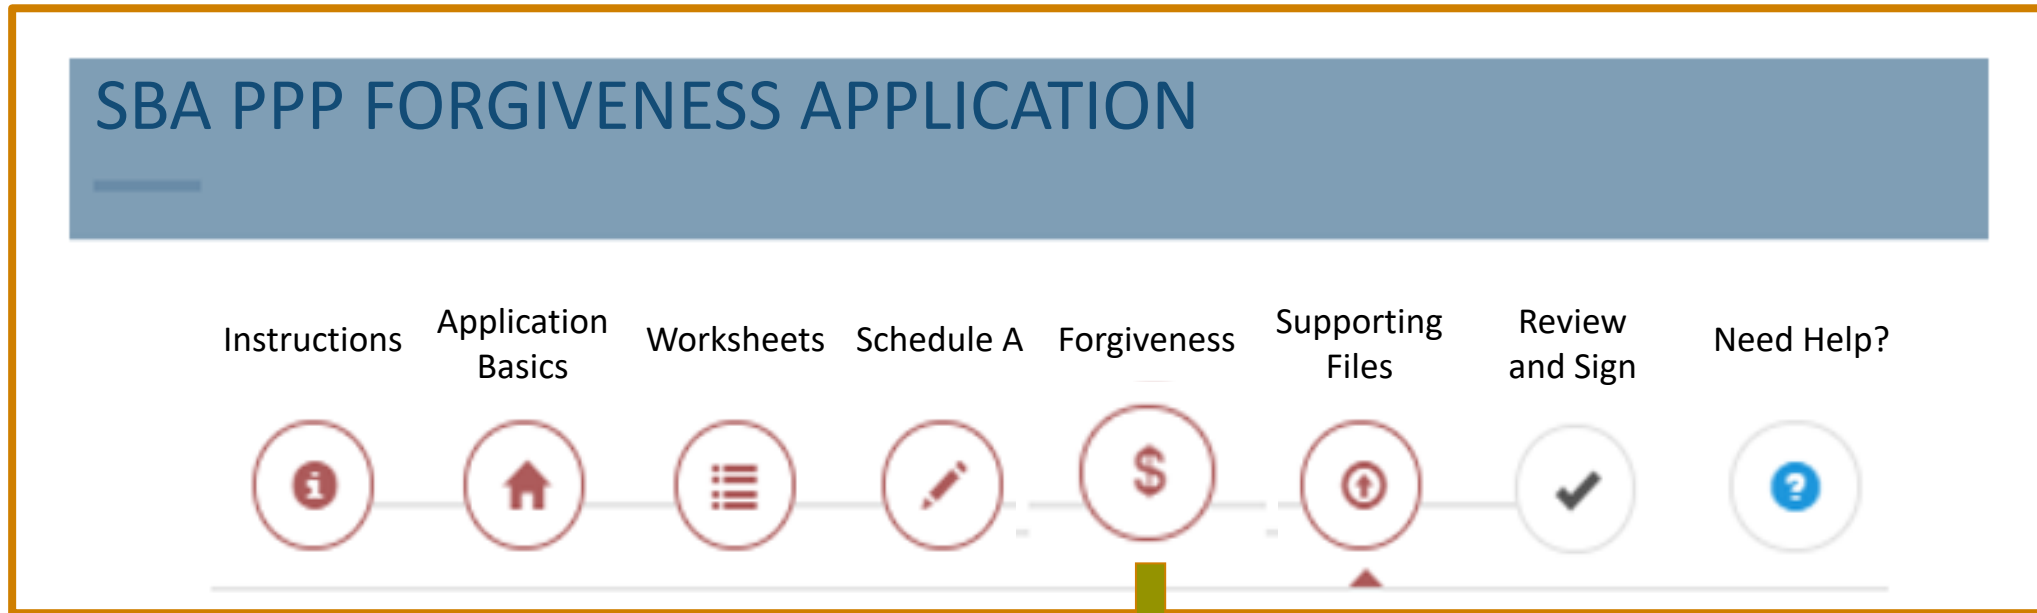 SBA PPP FORGIVENESS APPLICATION
Instructions
Application
Basics
Worksheets
Schedule A
Forgiveness
Supporting
Files
Review
and Sign
Need Help?